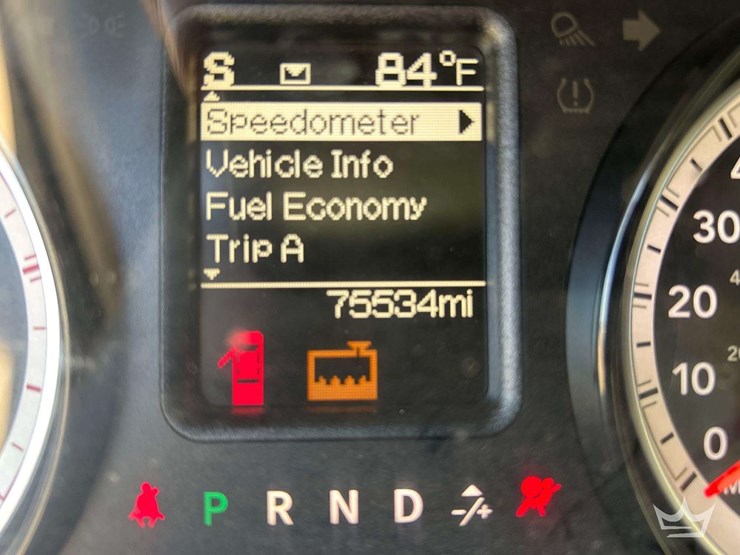 S 84°F
Speedometer
Vehicle Info
Fuel Economy
Trip A
75534mi
P R N D -/+
30
20
10
0